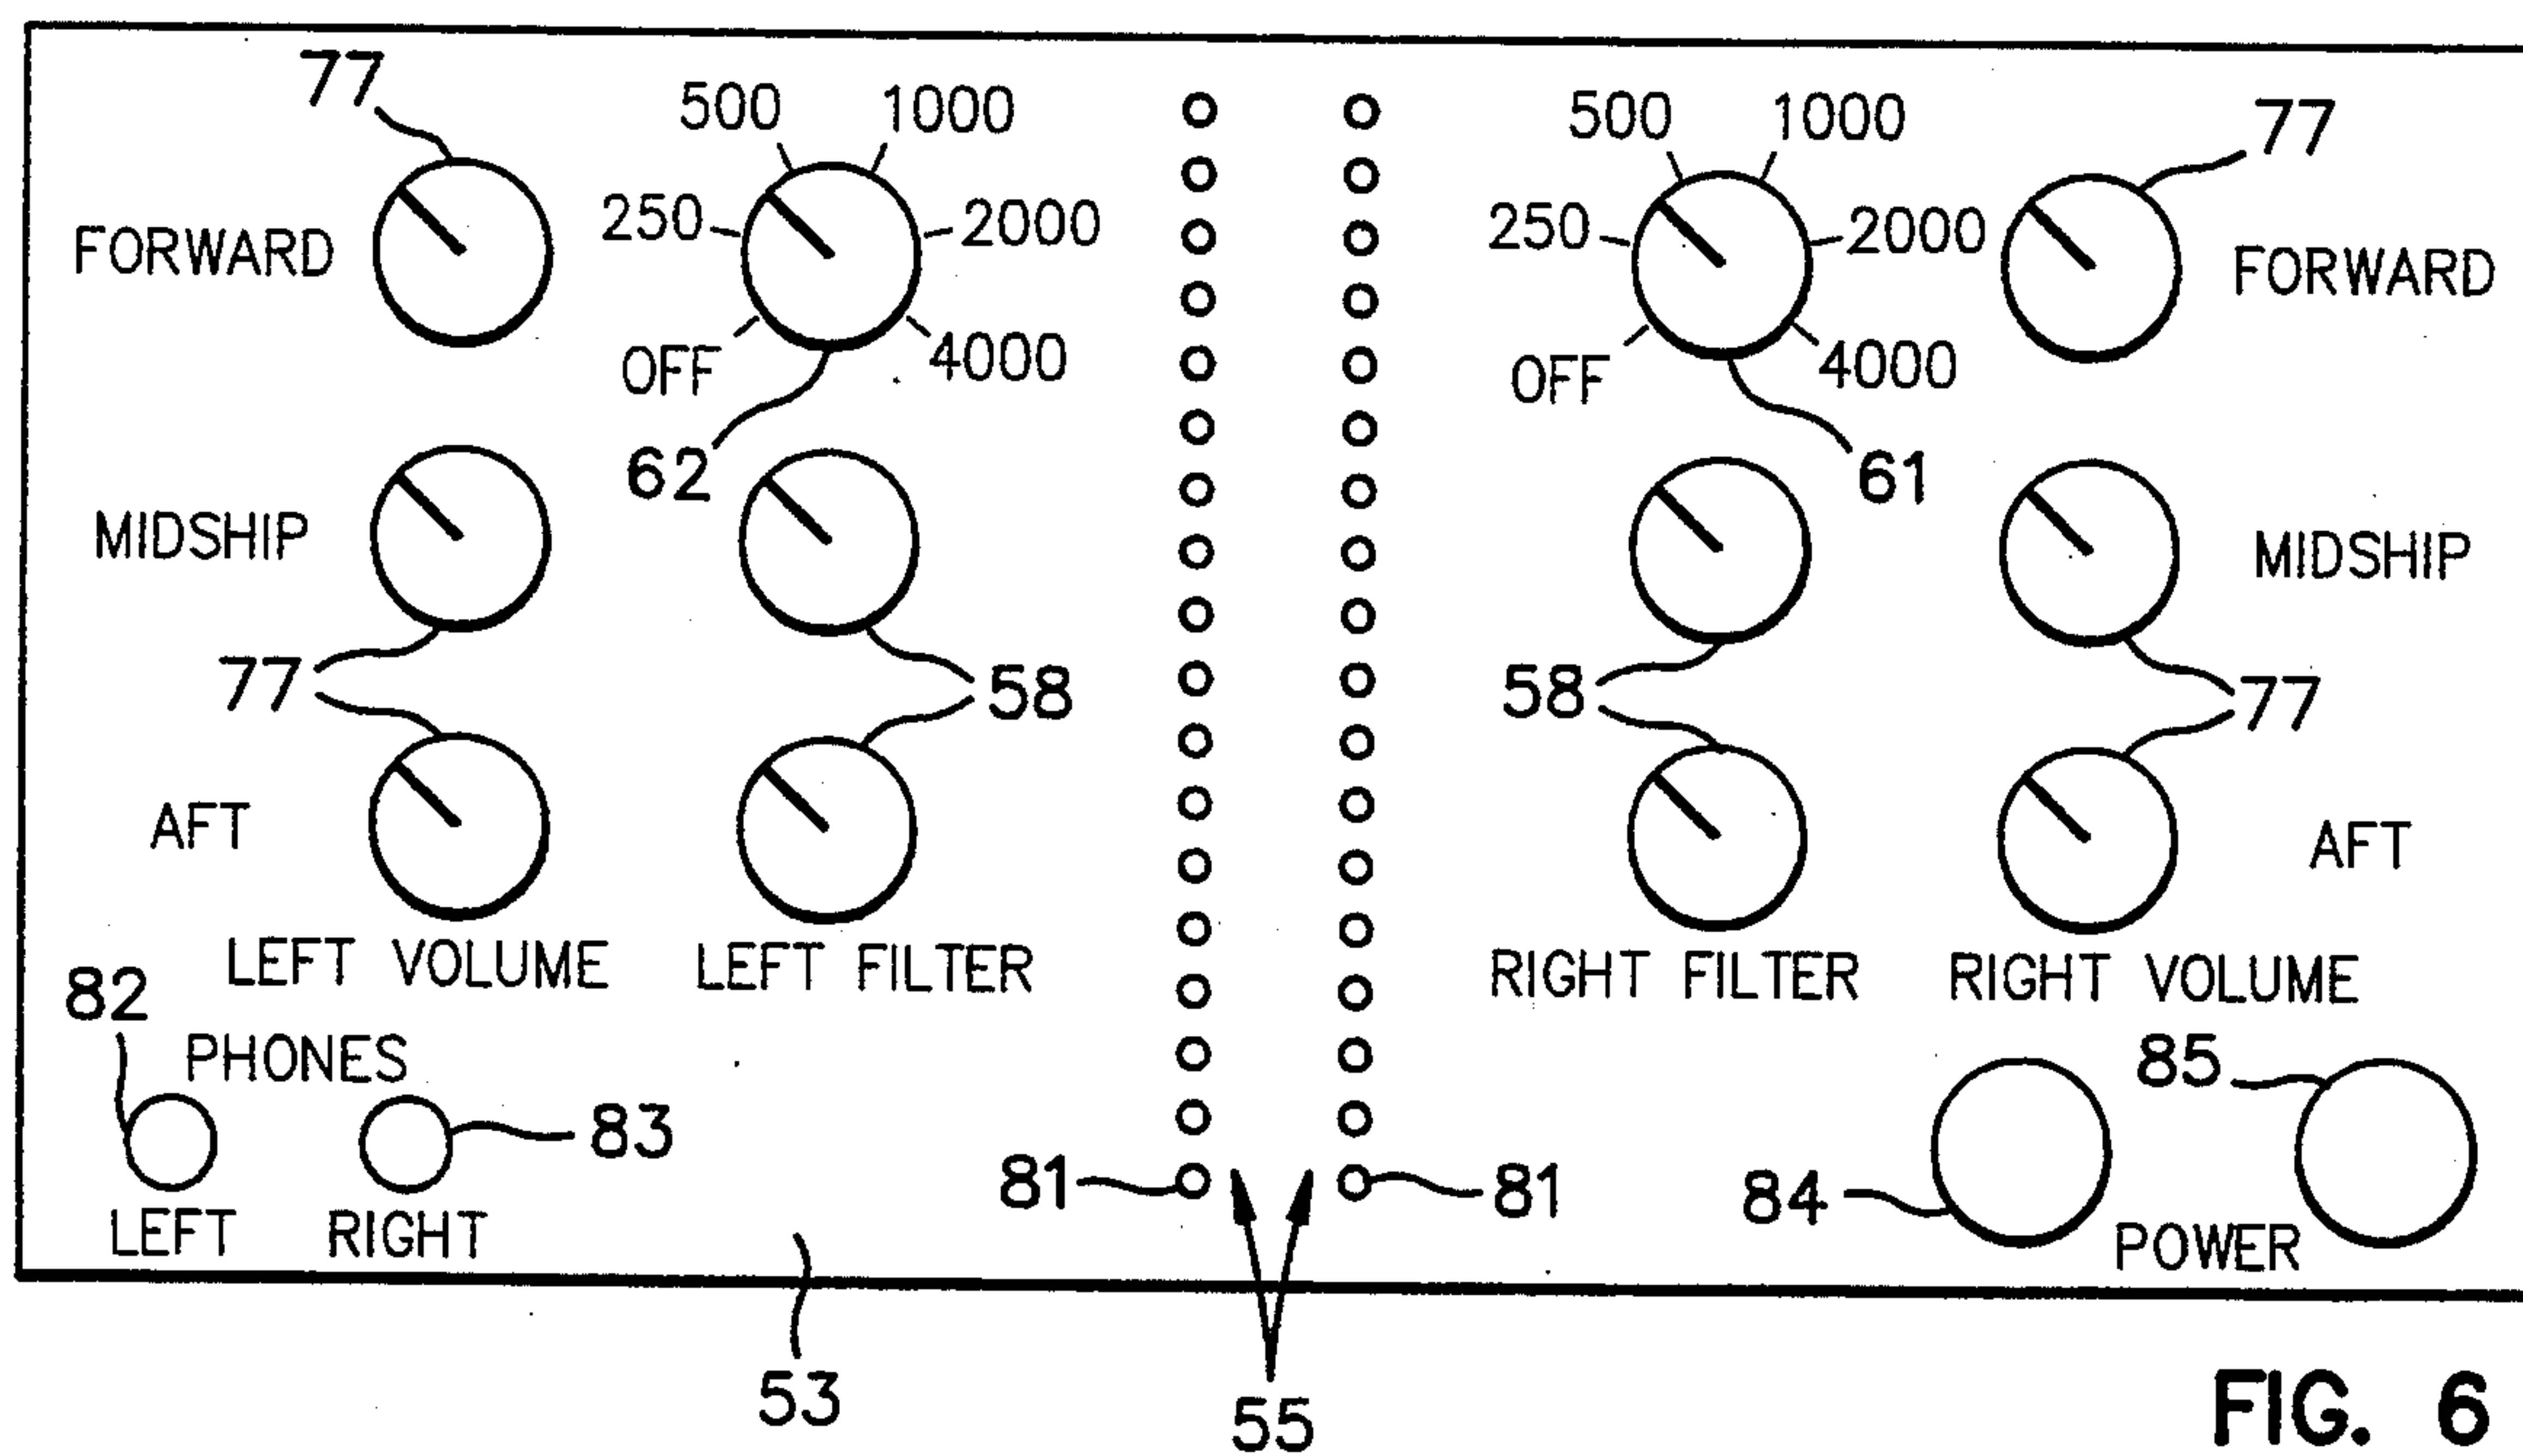 77
500 1000 500 1000 77
250 2000 250 2000
FORWARD FORWARD
OFF 4000 OFF 4000
62 61
MIDSHIP MIDSHIP
77 58 58 77
AFT AFT
LEFT VOLUME LEFT FILTER RIGHT FILTER RIGHT VOLUME
82
PHONES 85
83
81 81 84
LEFT RIGHT POWER
53 55
FIG. 6